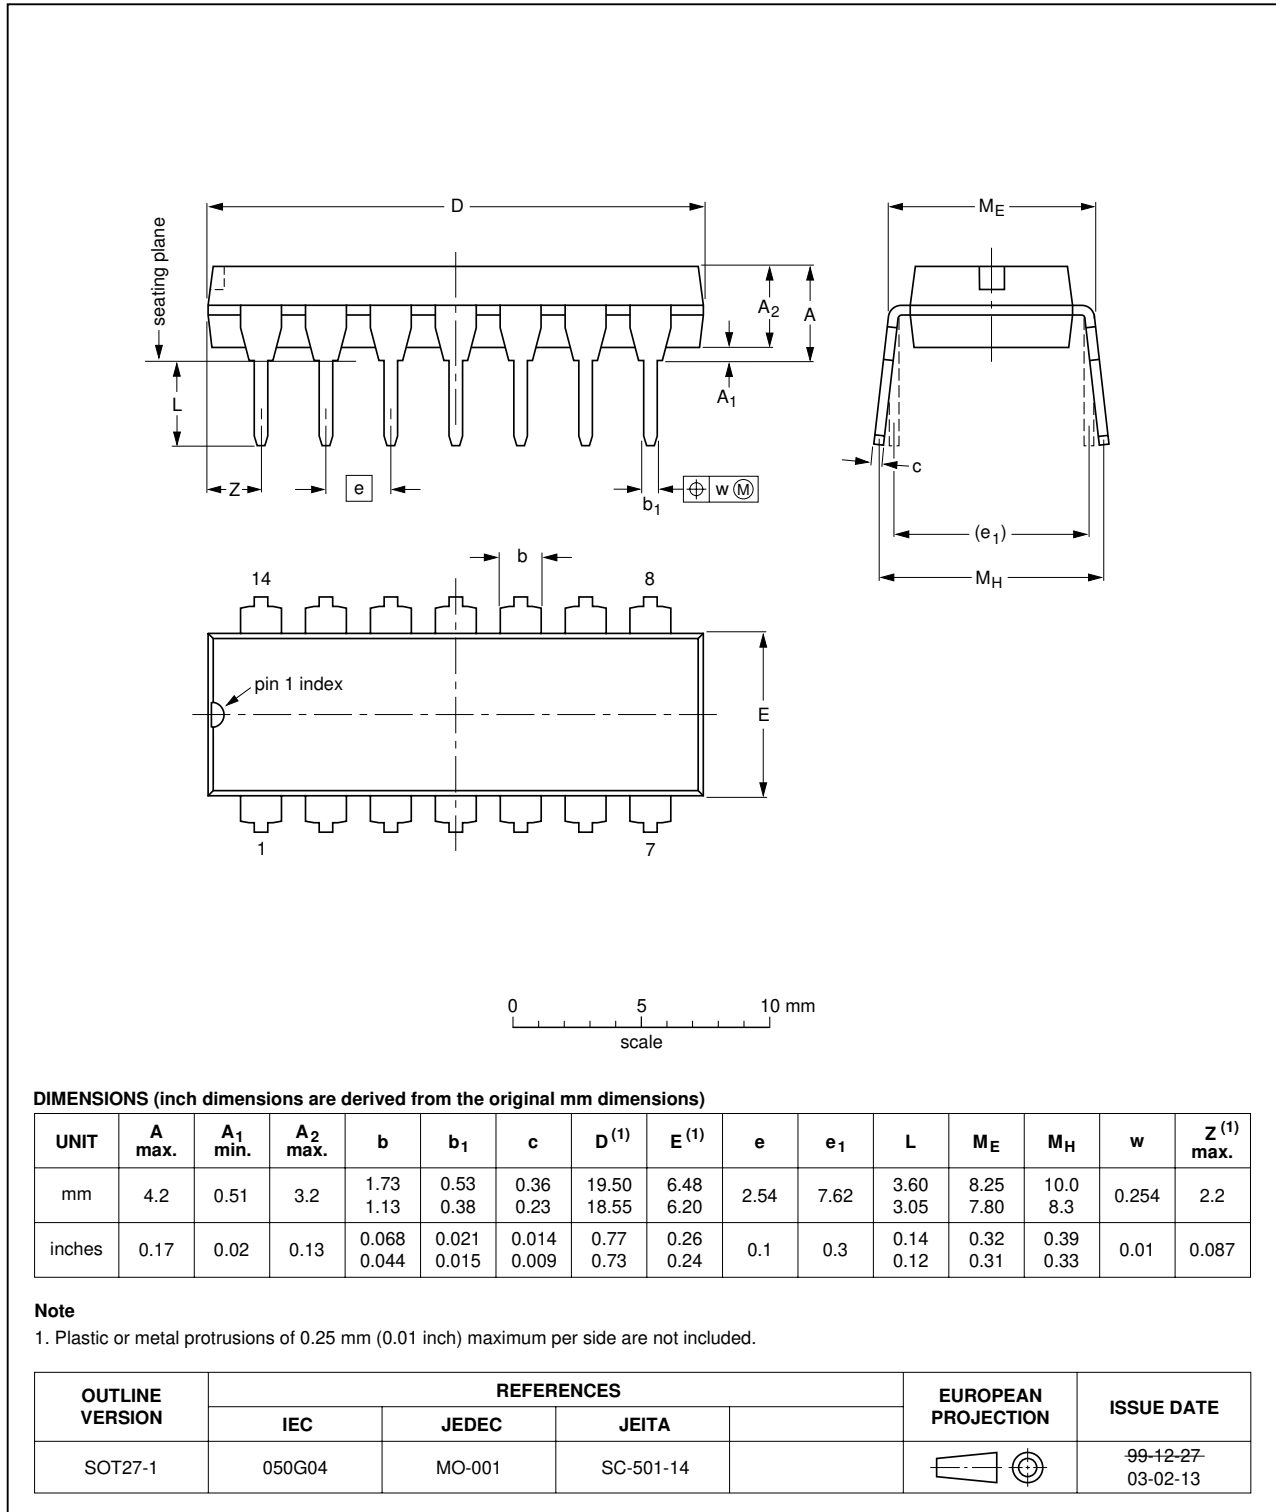 D
M_E
seating plane
A_2
A
A_1
L
Z
e
b_1
w M
c
(e_1)
M_H
b
14
8
pin 1 index
E
1
7
0
5
10 mm
scale
DIMENSIONS (inch dimensions are derived from the original mm dimensions)
UNIT A max. A_1 min. A_2 max. b b_1 c D (1) E (1) e e_1 L M_E M_H w Z (1) max.
mm 4.2 0.51 3.2 1.73 1.13 0.53 0.38 0.36 0.23 19.50 18.55 6.48 6.20 2.54 7.62 3.60 3.05 8.25 7.80 10.0 8.3 0.254 2.2
inches 0.17 0.02 0.13 0.068 0.044 0.021 0.015 0.014 0.009 0.77 0.73 0.26 0.24 0.1 0.3 0.14 0.12 0.32 0.31 0.39 0.33 0.01 0.087
Note
1. Plastic or metal protrusions of 0.25 mm (0.01 inch) maximum per side are not included.
OUTLINE VERSION REFERENCES EUROPEAN PROJECTION ISSUE DATE
IEC JEDEC JEITA
SOT27-1 050G04 MO-001 SC-501-14 99-12-27
03-02-13